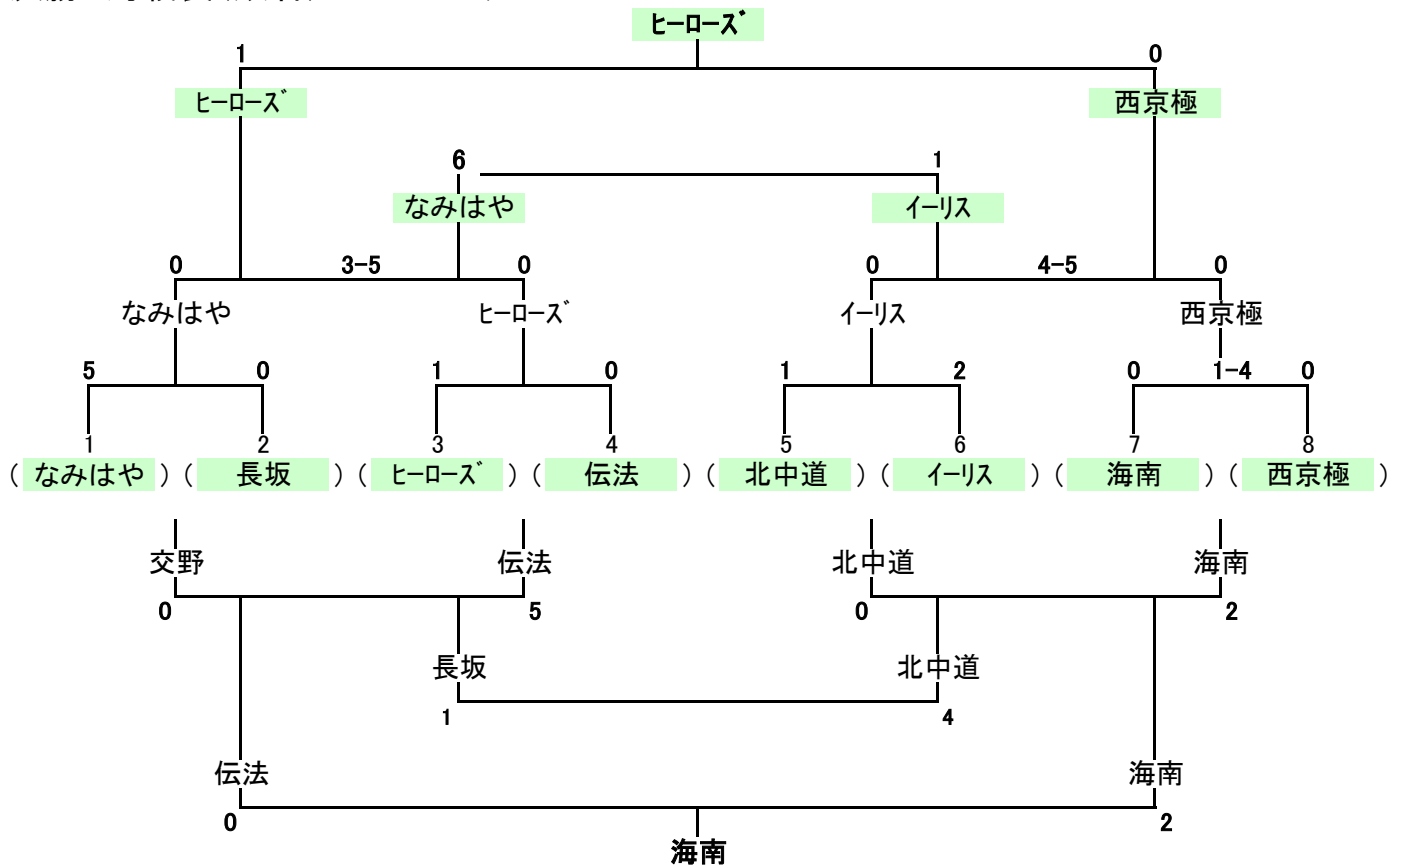 ﾋｰﾛｰｽﾞ
1 0
ﾋｰﾛｰｽﾞ 西京極
6 1
なみはや ｲｰﾘｽ
0 3−5 0 0 4−5 0
なみはや ﾋｰﾛｰｽﾞ ｲｰﾘｽ 西京極
5 0 1 0 1 2 0 1−4 0
1 2 3 4 5 6 7 8
( なみはや ) ( 長坂 ) ( ﾋｰﾛｰｽﾞ ) ( 伝法 ) ( 北中道 ) ( ｲｰﾘｽ ) ( 海南 ) ( 西京極 )
交野 伝法 北中道 海南
0 5 0 2
長坂 北中道
1 4
伝法 海南
0 2
海南